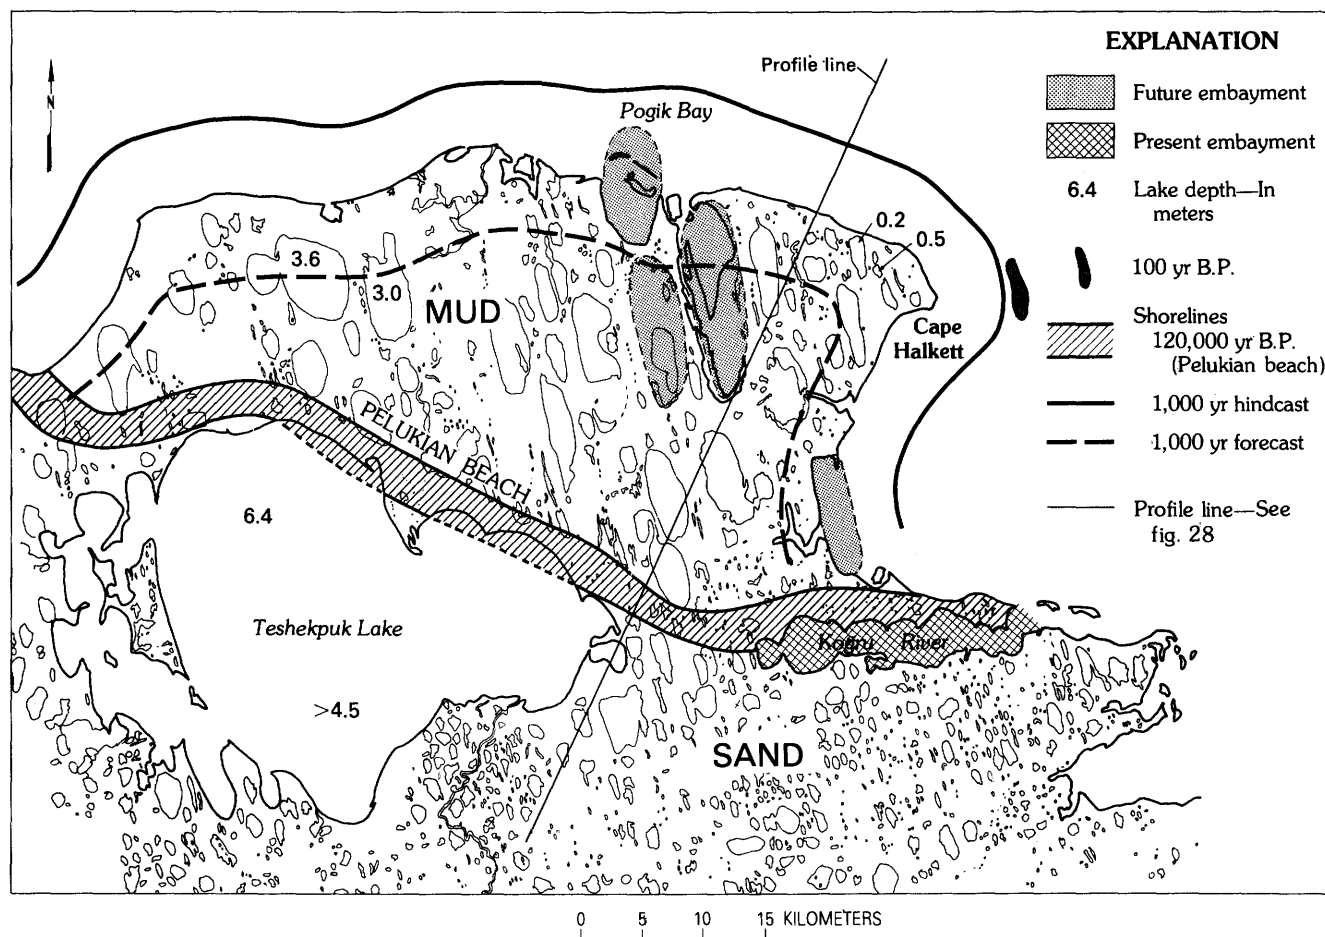 EXPLANATION
Future embayment
Present embayment
6.4 Lake depth—In
meters
100 yr B.P.
Shorelines
120,000 yr B.P.
(Pelukian beach)
1,000 yr hindcast
1,000 yr forecast
Profile line—See
fig. 28
N
Profile line
Pogik Bay
0.2
0.5
3.6
3.0
MUD
Cape
Halkett
PELUKIAN BEACH
6.4
Teshekpuk Lake
>4.5
Kogru River
SAND
0 5 10 15 KILOMETERS